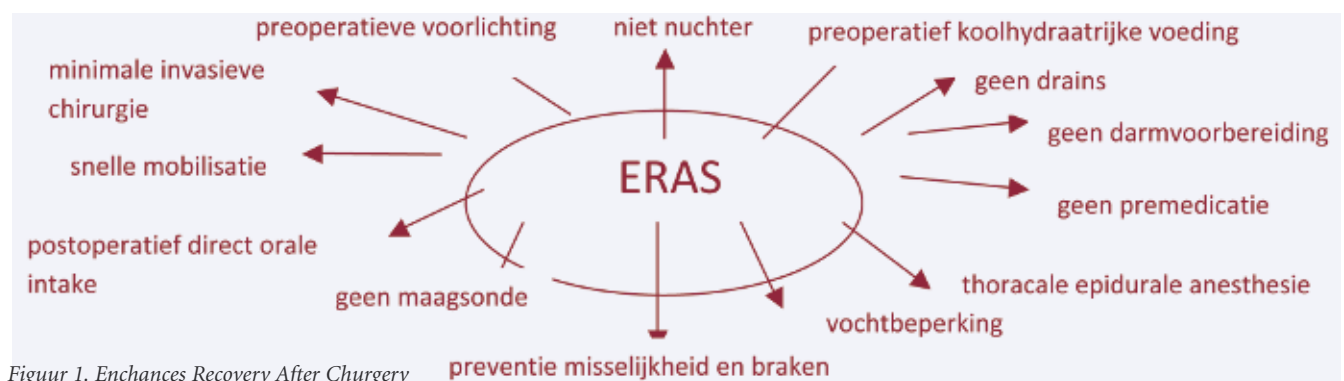 preoperatieve voorlichting
niet nuchter
preoperatief koolhydraatrijke voeding
minimale invasieve
chirurgie
geen drains
geen darmvoorbereiding
snelle mobilisatie
ERAS
geen premedicatie
postoperatief direct orale
intake
geen maagsonde
thoracale epidurale anesthesie
vochtbeperking
preventie misselijkheid en braken
Figuur 1. Enchances Recovery After Churgery